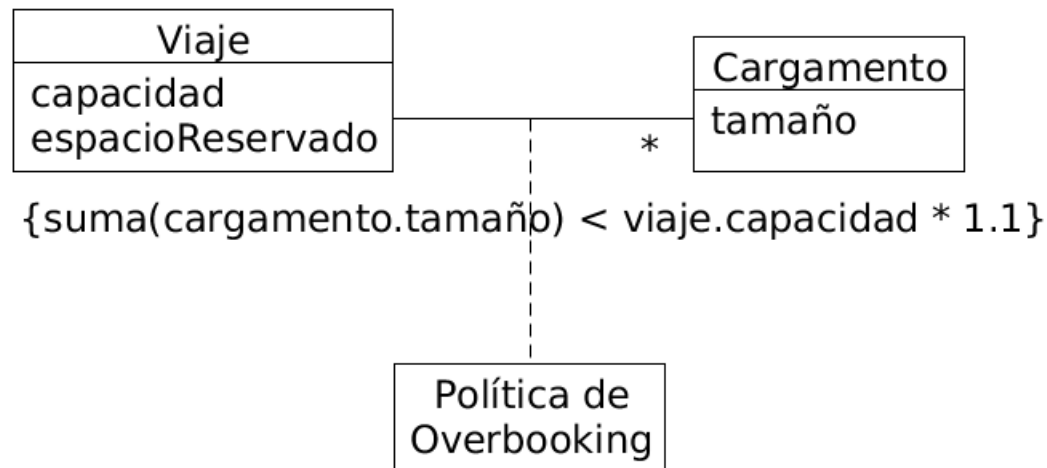 Viaje
capacidad
espacioReservado
Cargamento
tamaño
*
{suma(cargamento.tamaño) < viaje.capacidad * 1.1}
Política de
Overbooking